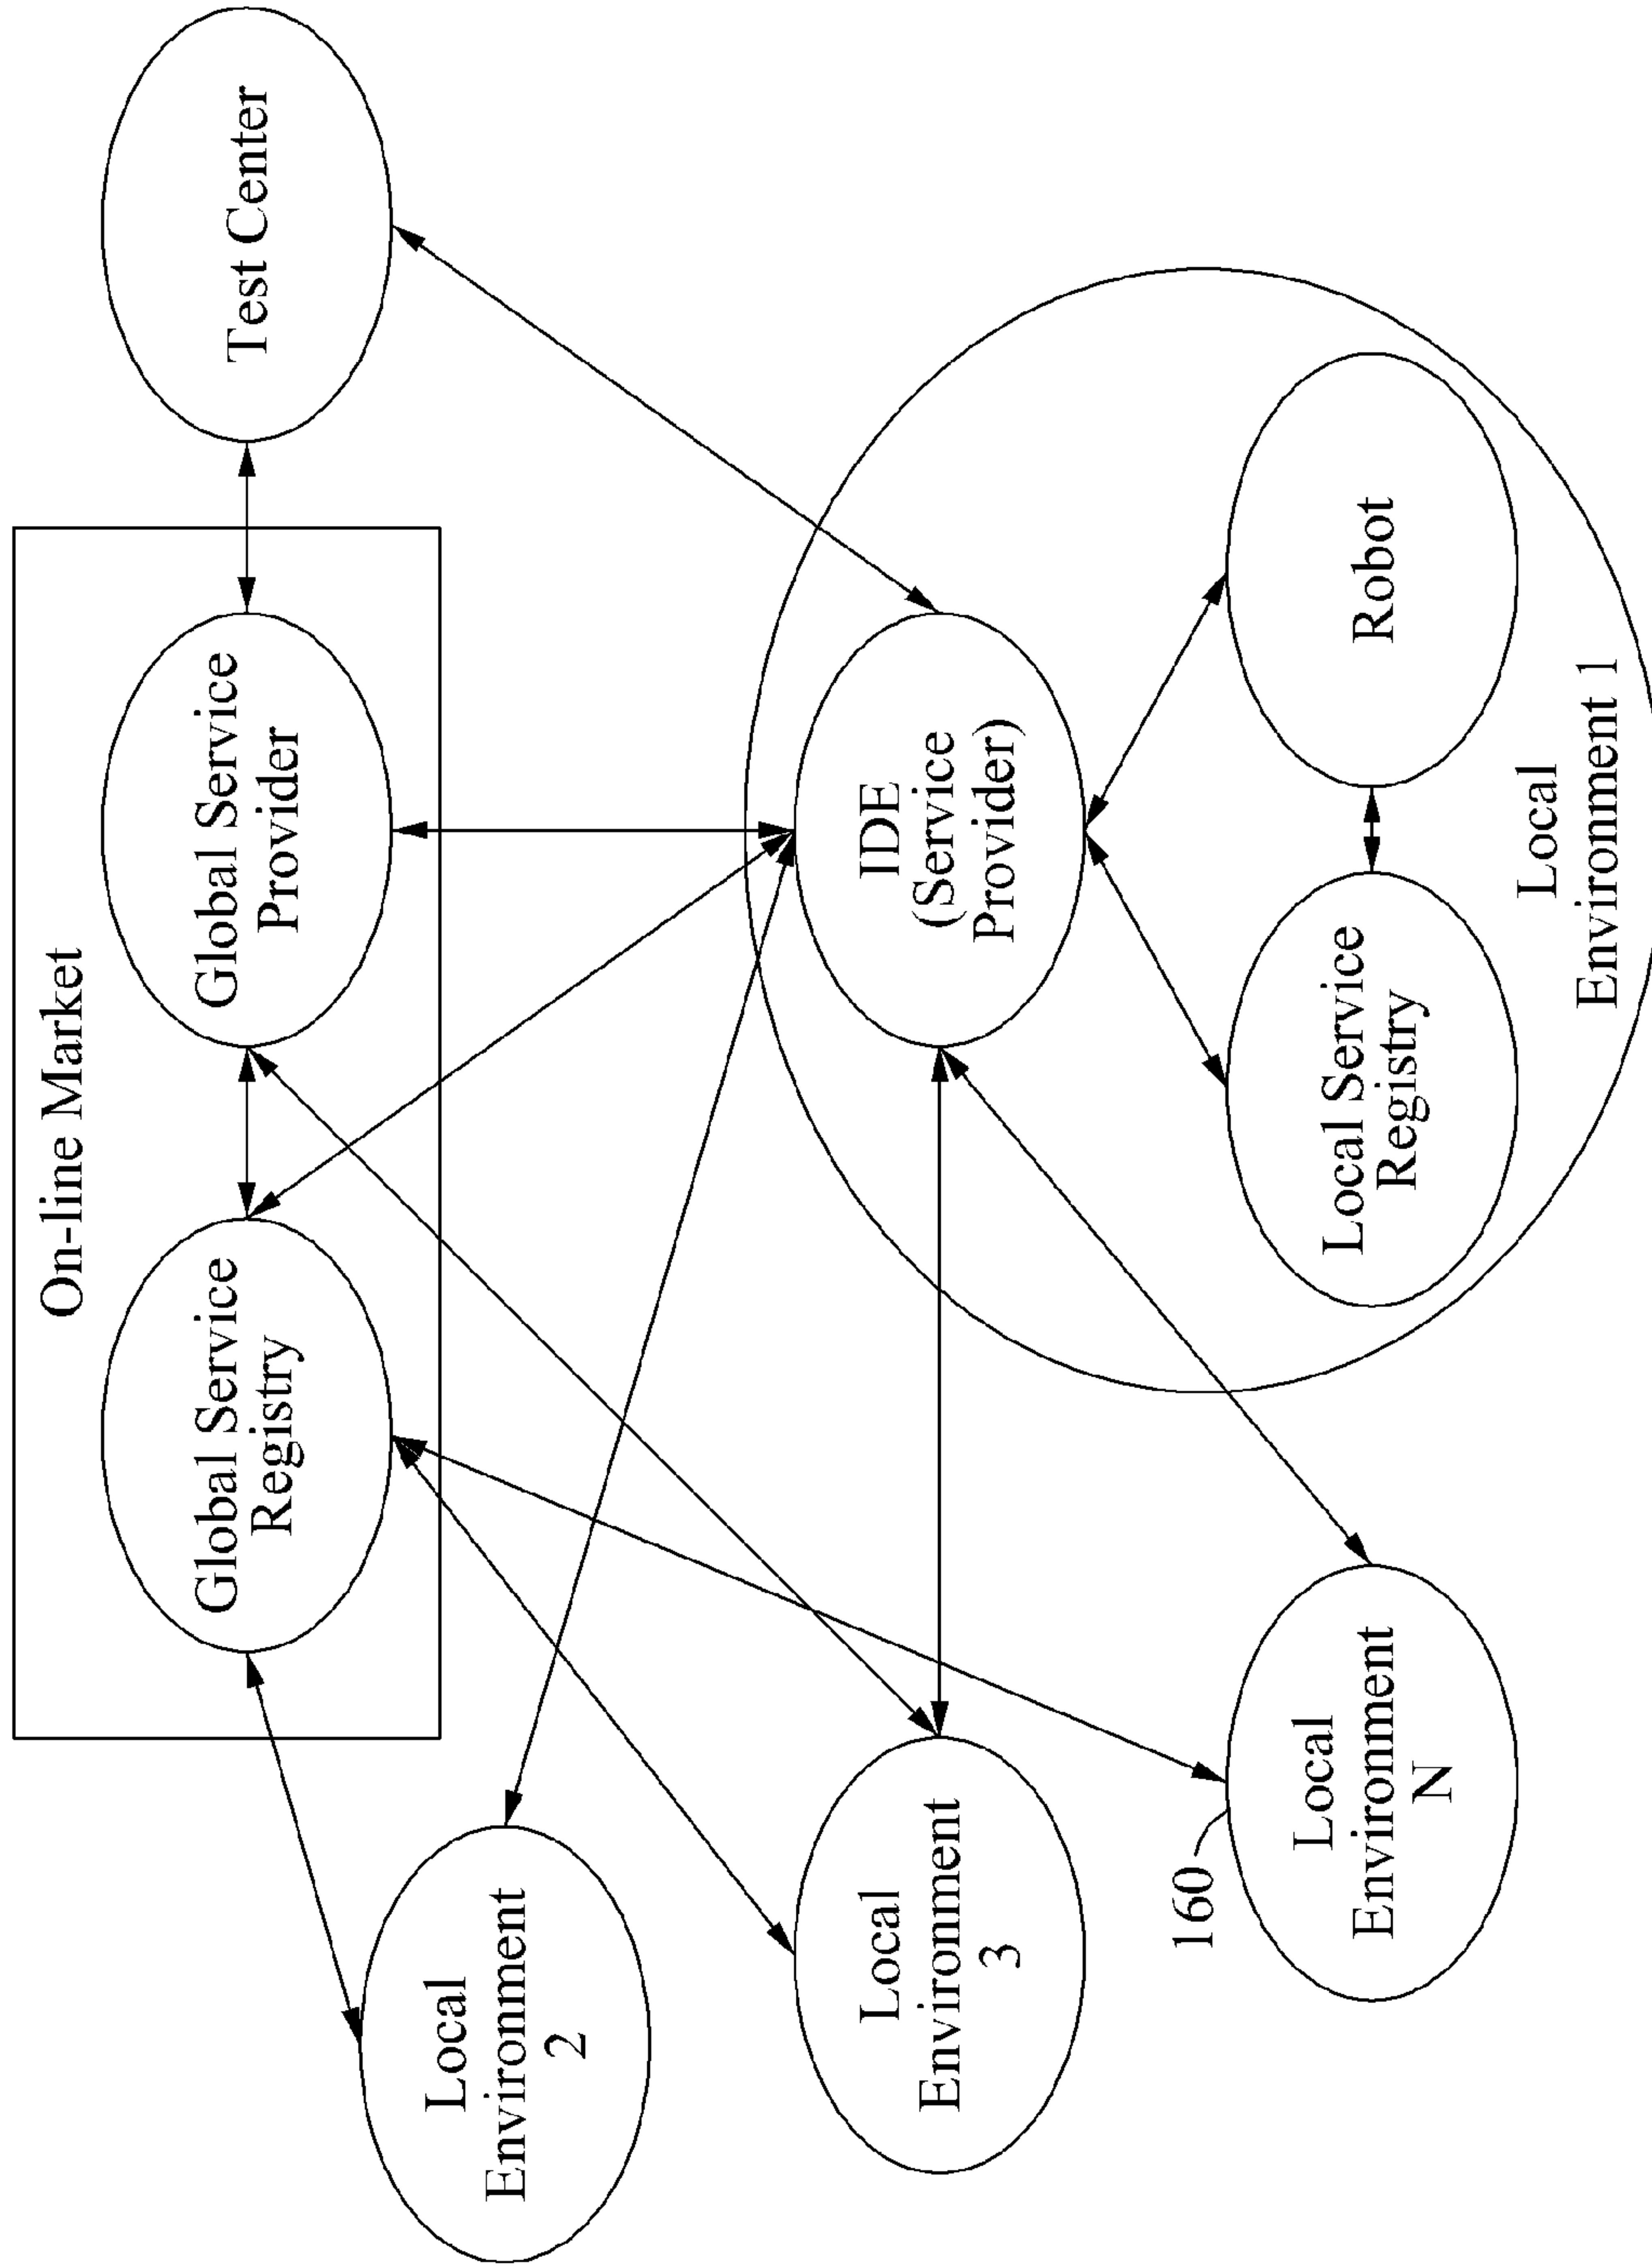 On-line Market
Global Service
Registry
Global Service
Provider
Test Center
Local
Environment
2
Local
Environment
3
160
Local
Environment
N
IDE
(Service
Provider)
Local Service
Registry
Robot
Local
Environment 1